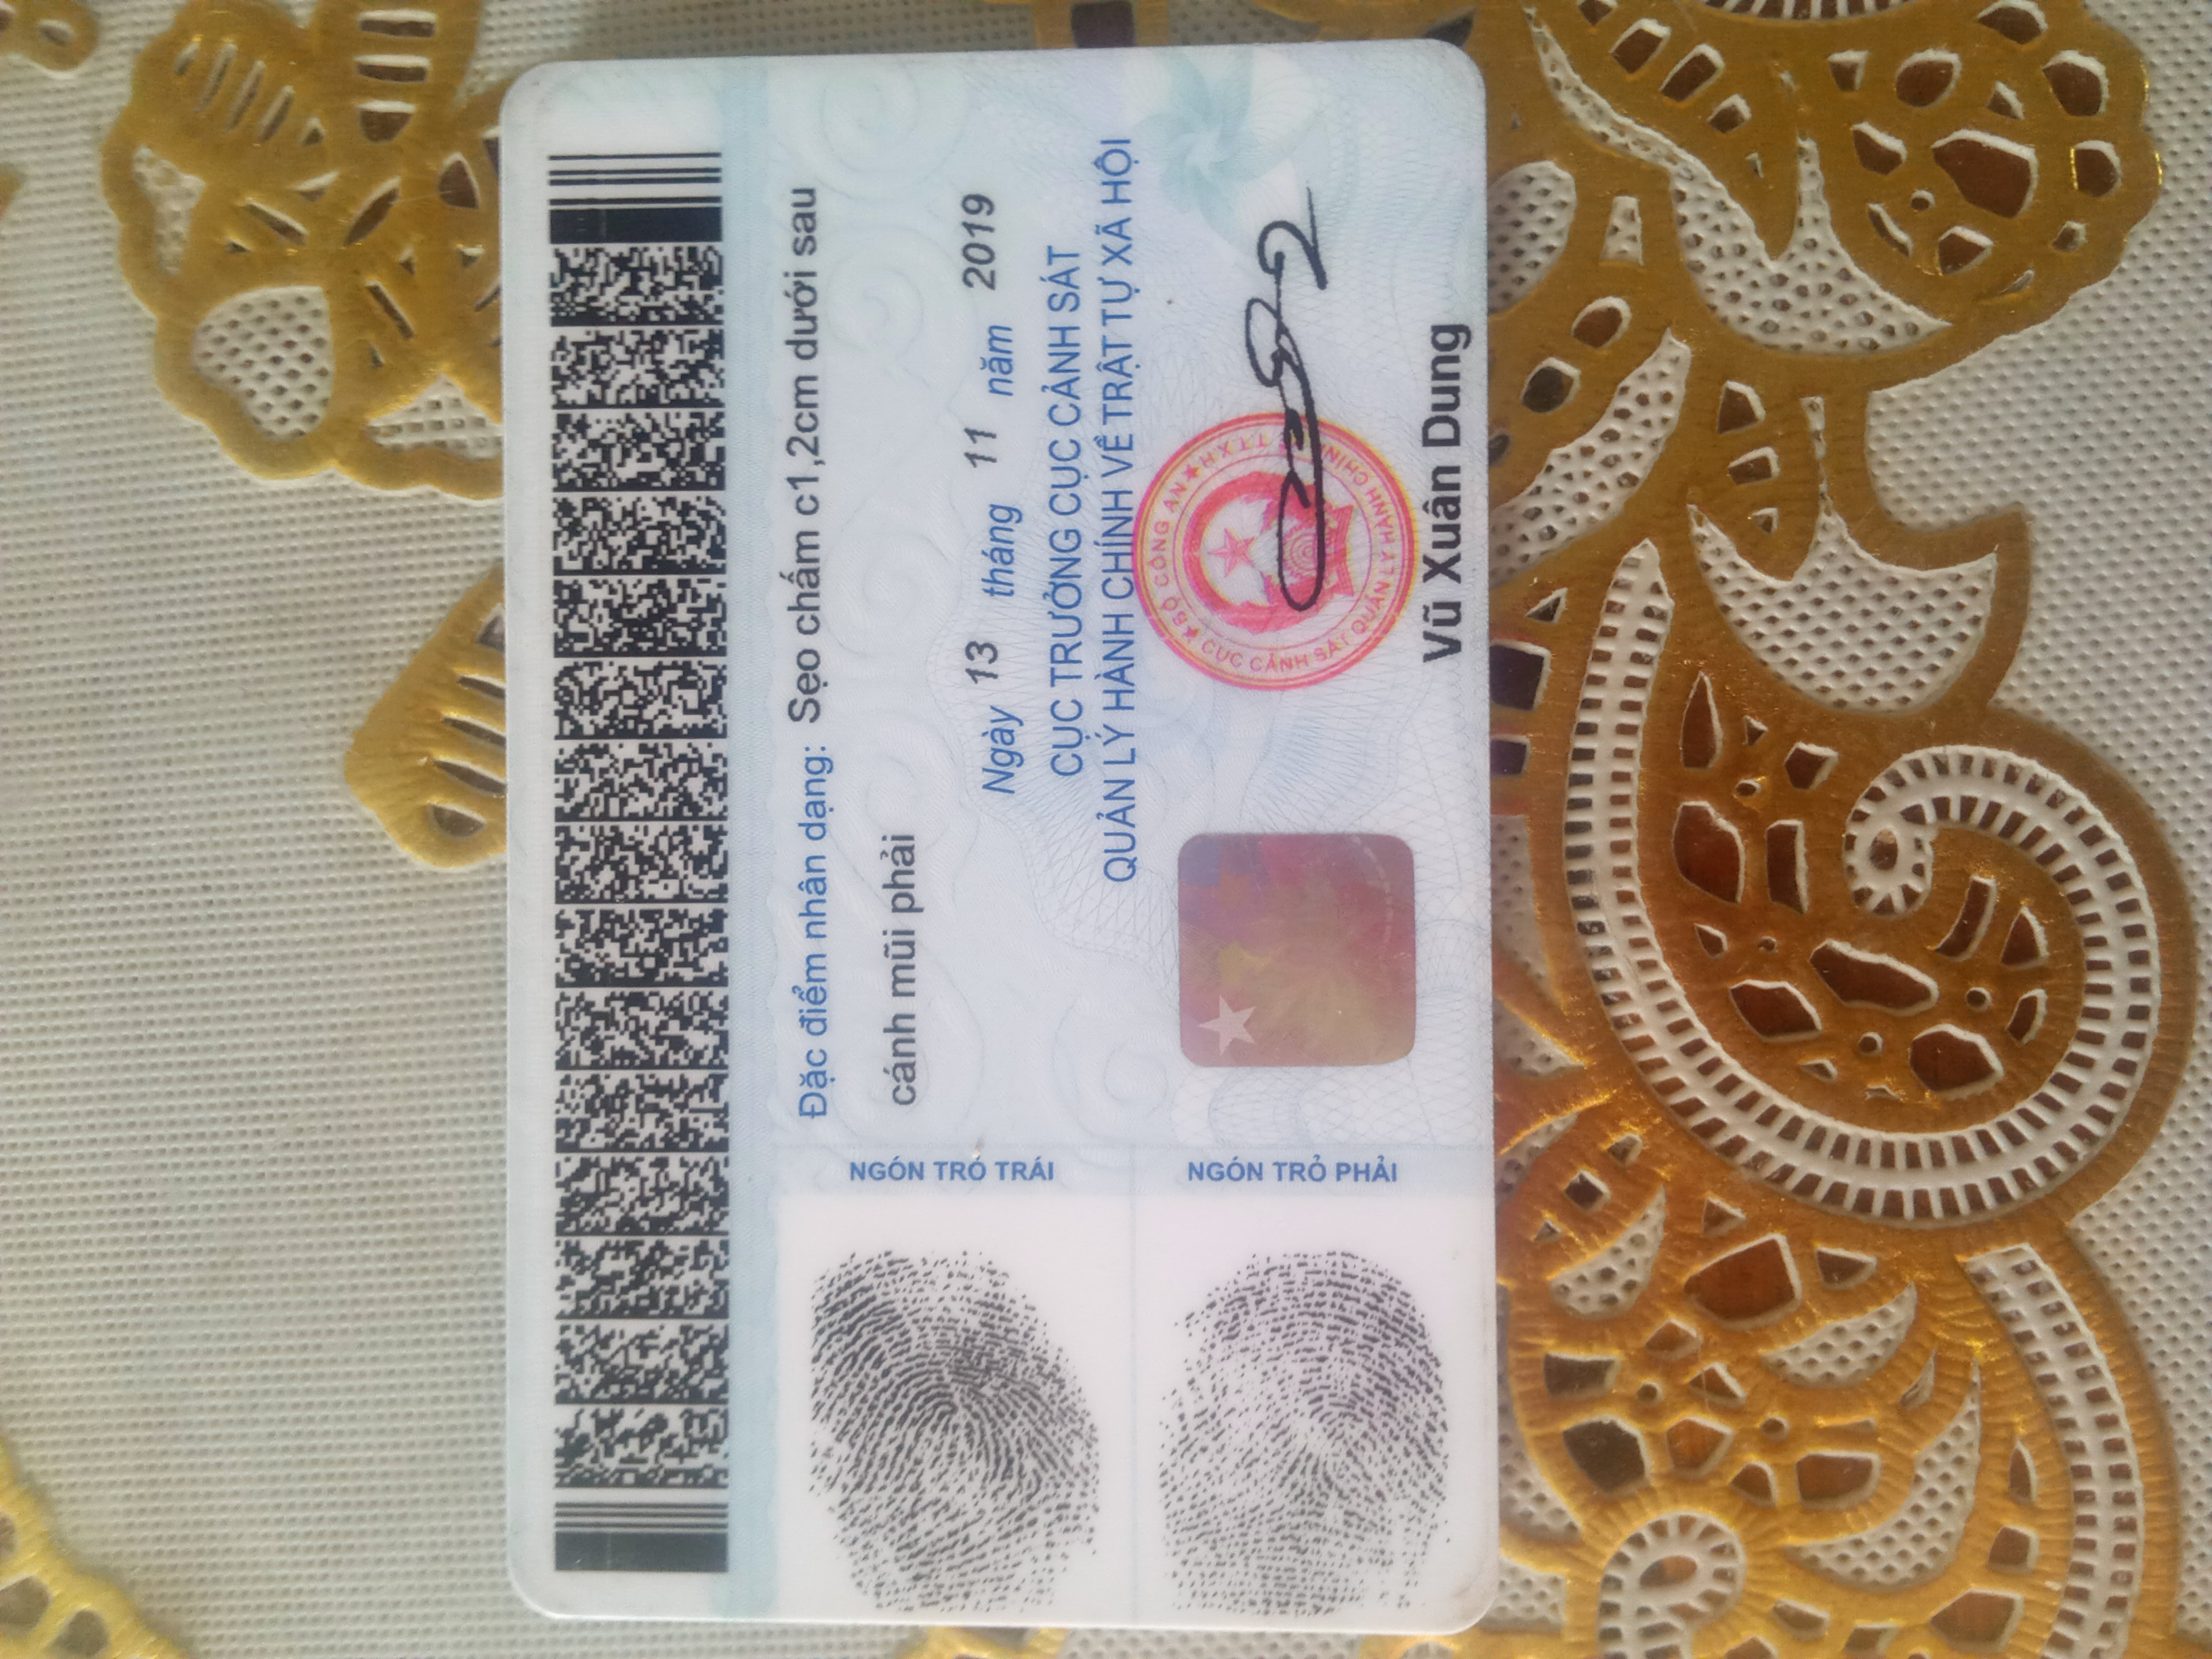 Đặc điểm nhân dạng: Sẹo chấm c1,2cm dưới sau
cánh mũi phải
Ngày 13 tháng 11 năm 2019
CỤC TRƯỞNG CỤC CẢNH SÁT
QUẢN LÝ HÀNH CHÍNH VỀ TRẬT TỰ XÃ HỘI
BỘ CÔNG AN
CỤC CẢNH SÁT QUẢN LÝ HÀNH CHÍNH VỀ TTXH
Vũ Xuân Dung
NGÓN TRỎ TRÁI
NGÓN TRỎ PHẢI